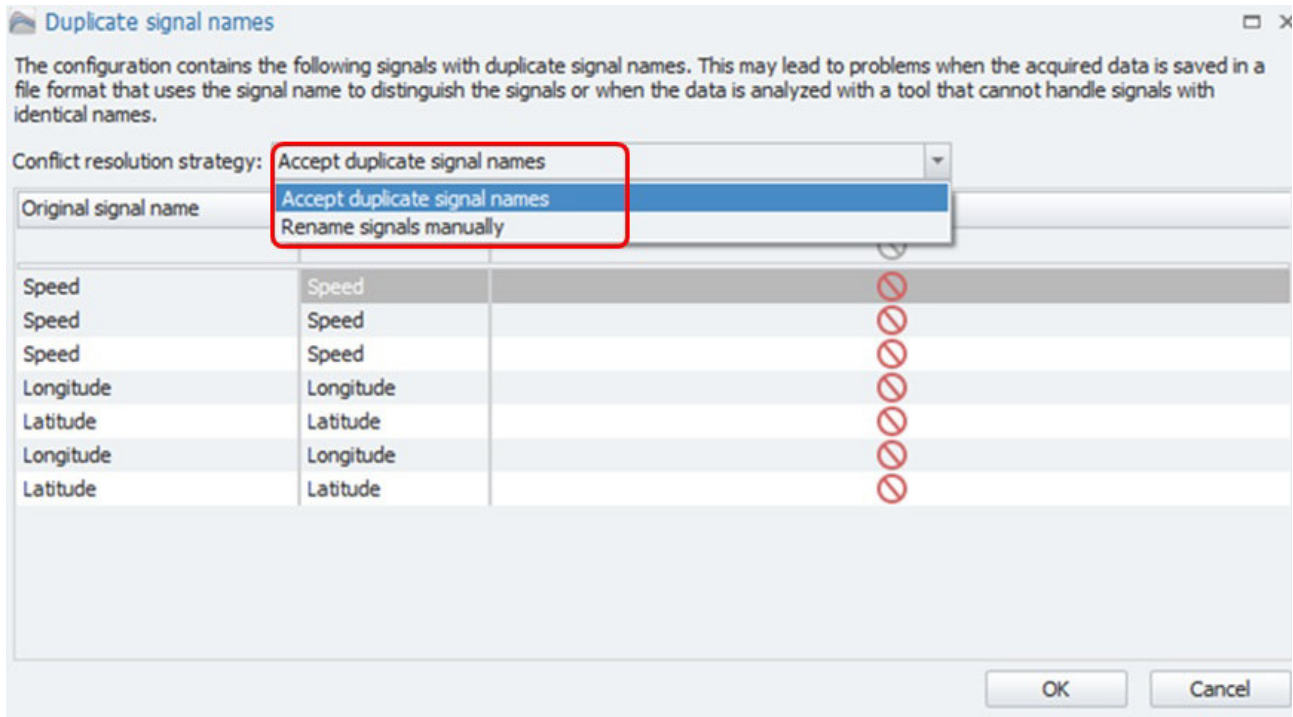 Duplicate signal names
The configuration contains the following signals with duplicate signal names. This may lead to problems when the acquired data is saved in a
file format that uses the signal name to distinguish the signals or when the data is analyzed with a tool that cannot handle signals with
identical names.
Conflict resolution strategy: Accept duplicate signal names
Accept duplicate signal names
Original signal name
Rename signals manually
Speed Speed
Speed Speed
Speed Speed
Longitude Longitude
Latitude Latitude
Longitude Longitude
Latitude Latitude
OK Cancel